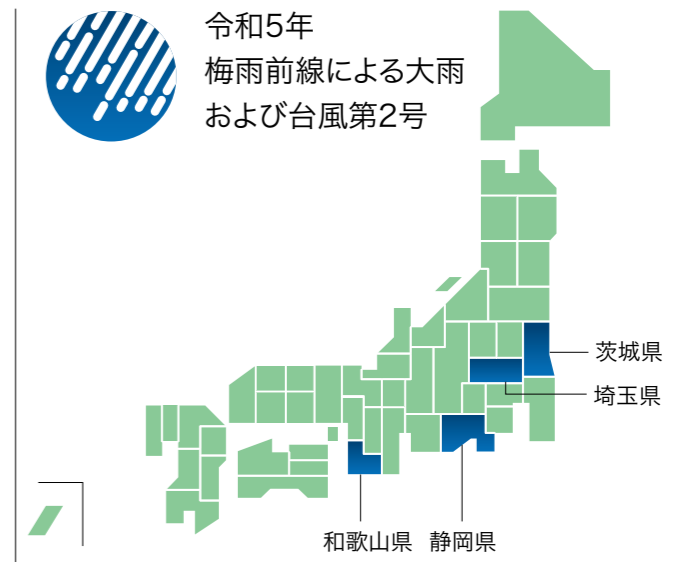 令和5年
梅雨前線による大雨
および台風第2号
茨城県
埼玉県
和歌山県
静岡県